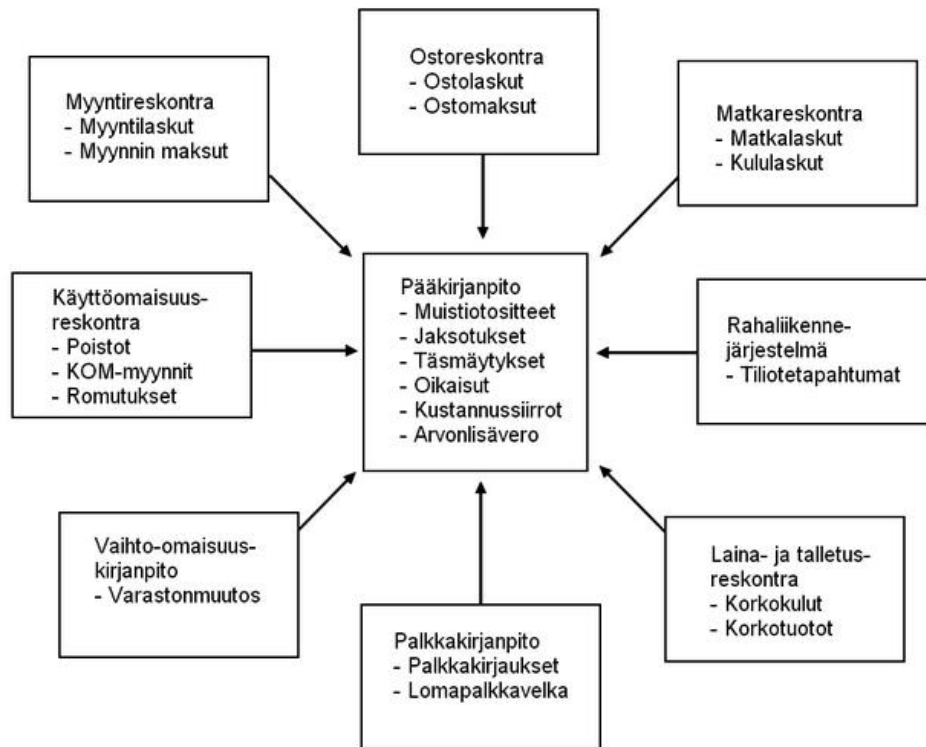 Ostoreskontra
- Ostolaskut
- Ostomaksut
Myyntireskontra
- Myyntilaskut
- Myynnin maksut
Matkareskontra
- Matkalaskut
- Kululaskut
Käyttöomaisuus-
reskontra
- Poistot
- KOM-myynnit
- Romutukset
Pääkirjanpito
- Muistiotositteet
- Jaksotukset
- Täsmäytykset
- Oikaisut
- Kustannussiirrot
- Arvonlisävero
Rahaliikenne-
järjestelmä
- Tiliotetapahtumat
Vaihto-omaisuus-
kirjanpito
- Varastonmuutos
Palkkakirjanpito
- Palkkakirjaukset
- Lomapalkkavelka
Laina- ja talletus-
reskontra
- Korkokulut
- Korkotuotot